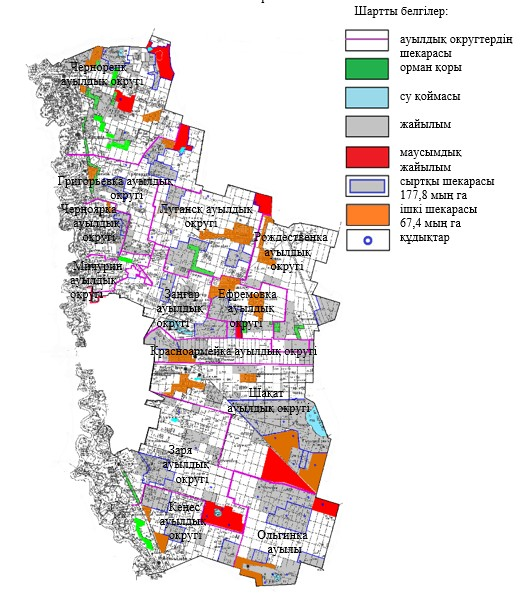 Шартты белгілер:
ауылдық округтердің
шекарасы
орман қоры
су қоймасы
жайылым
маусымдық
жайылым
сыртқы шекарасы
177,8 мың га
ішкі шекарасы
67,4 мың га
құдықтар
Чернорецк
ауылдық округі
Григорьевка ауылдық
округі
Черноярка
ауылдық
округі
Луганск ауылдық
округі
Рождественка
ауылдық
округі
Мичурин
ауылдық
округі
Заңғар
ауылдық
округі
Ефремовка
ауылдық
округі
Красноармейка ауылдық округі
Шақат
ауылдық округі
Заря
ауылдық
округі
Кеңес
ауылдық
округі
Ольгинка
ауылы